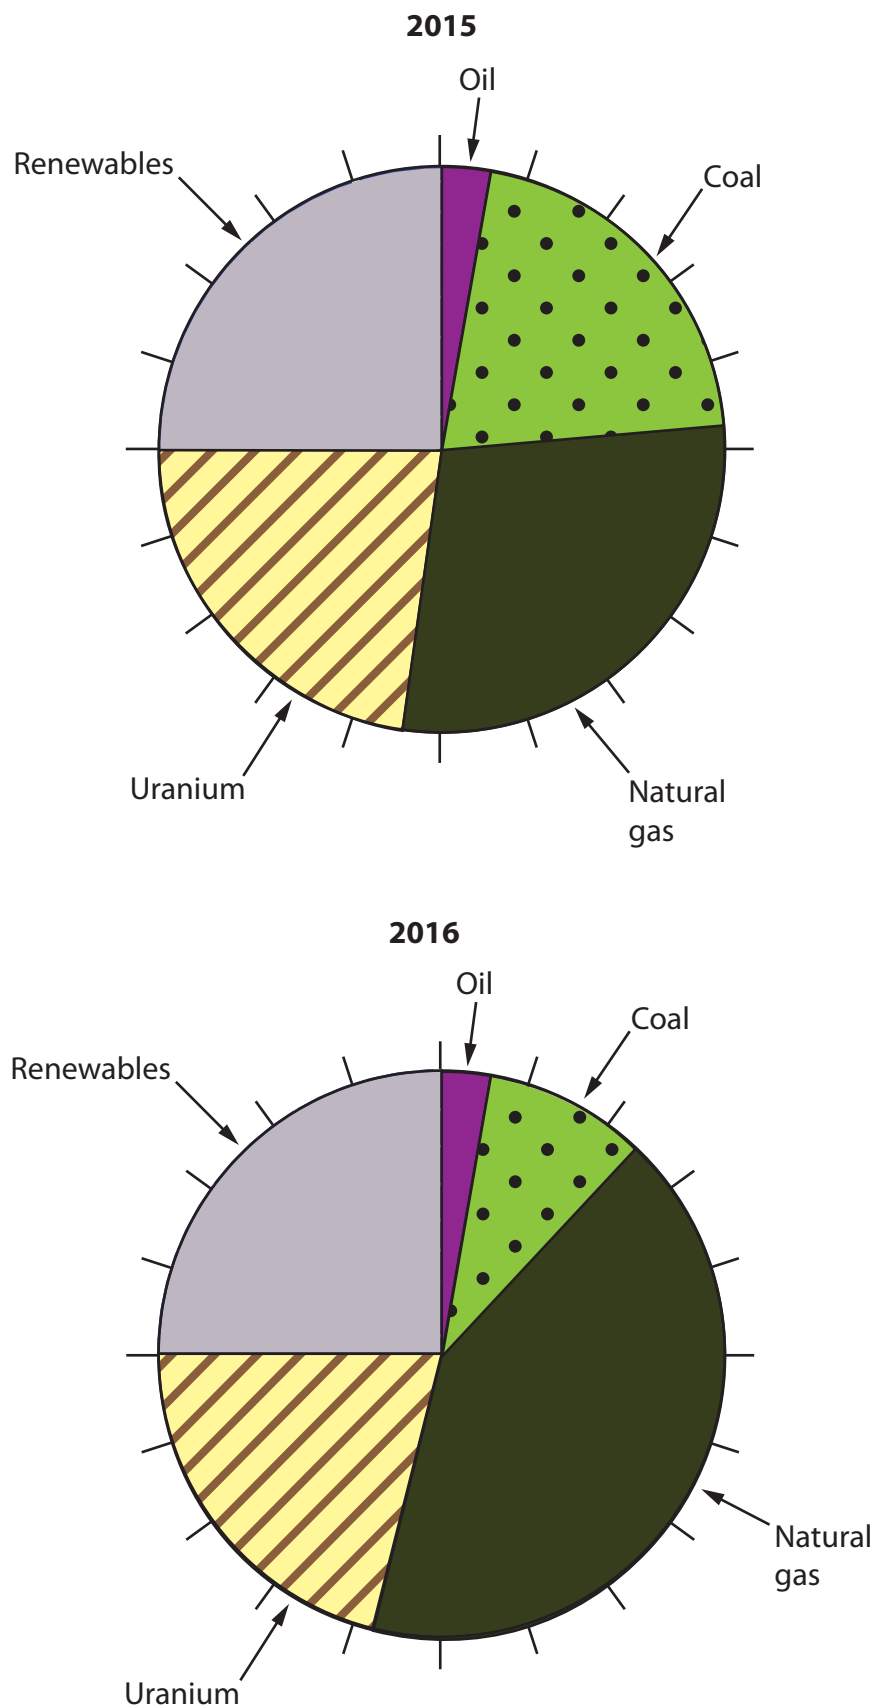 2015
Oil
Renewables
Coal
Uranium
Natural
gas
2016
Oil
Coal
Renewables
Natural
gas
Uranium